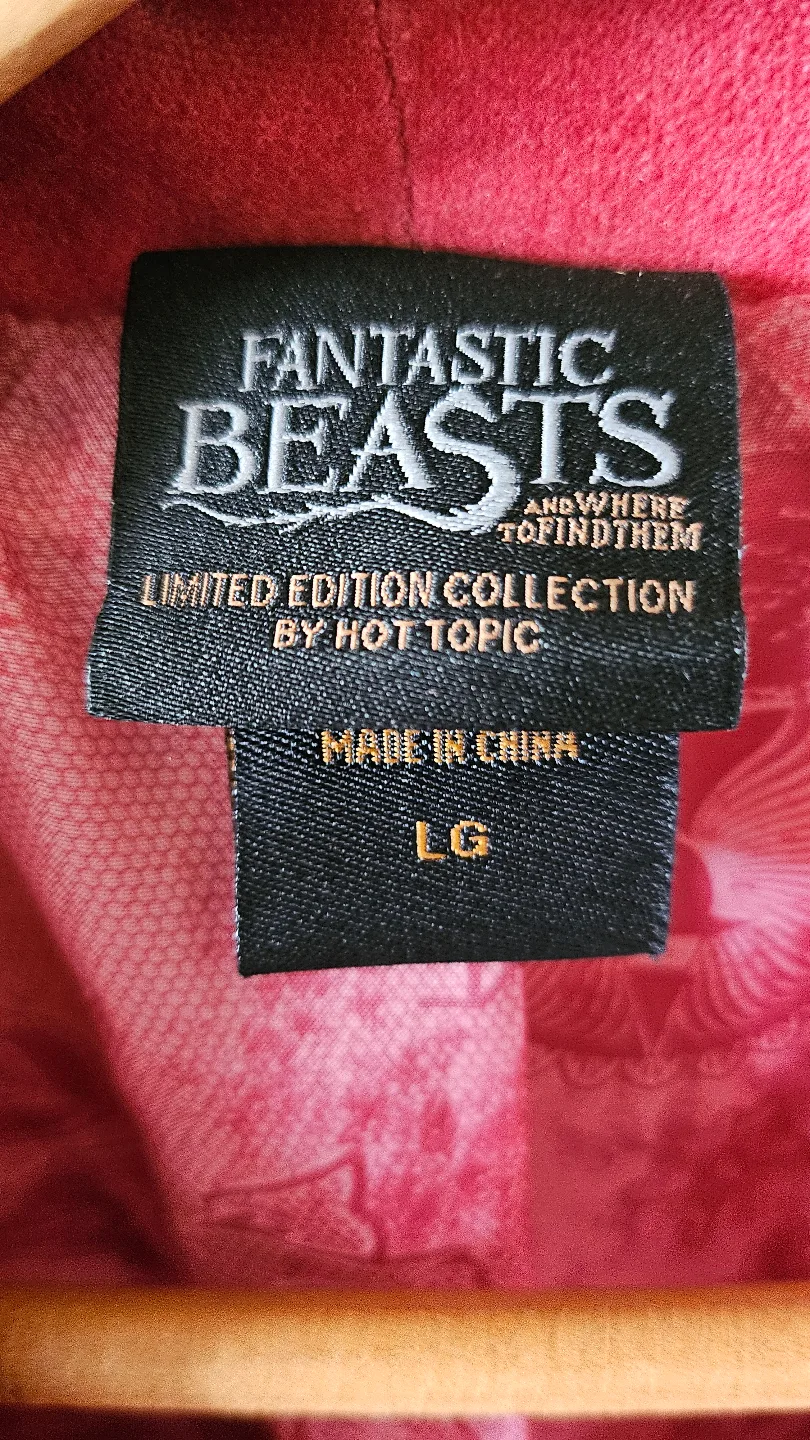 FANTASTIC
BEASTS
AND WHERE
TO FIND THEM
LIMITED EDITION COLLECTION
BY HOT TOPIC
MADE IN CHINA
LG